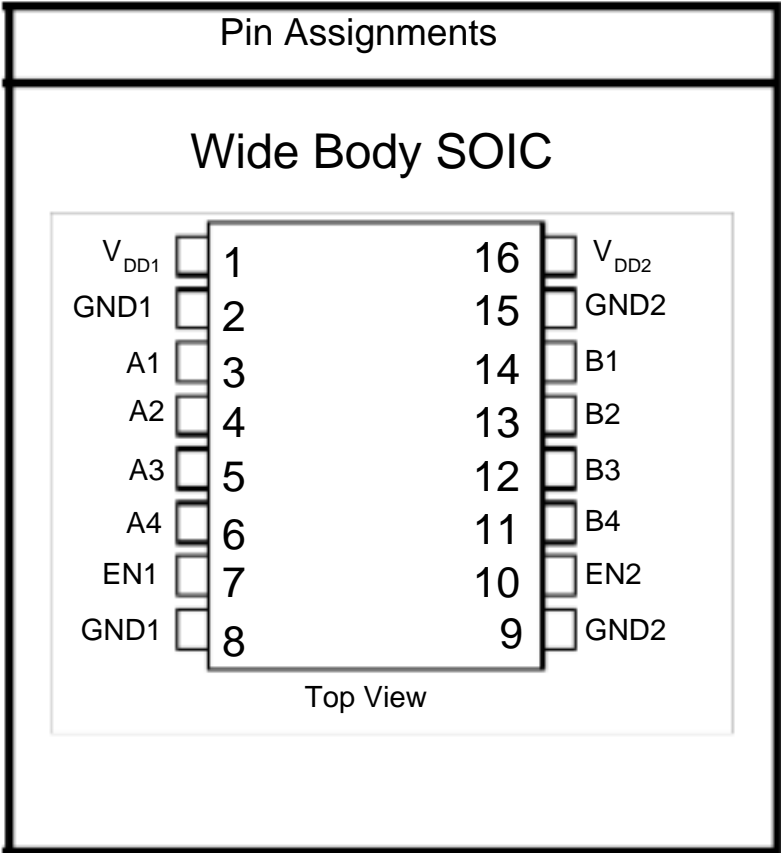 Pin Assignments
Wide Body SOIC
VDD1 1 16 VDD2
GND1 2 15 GND2
A1 3 14 B1
A2 4 13 B2
A3 5 12 B3
A4 6 11 B4
EN1 7 10 EN2
GND1 8 9 GND2
Top View